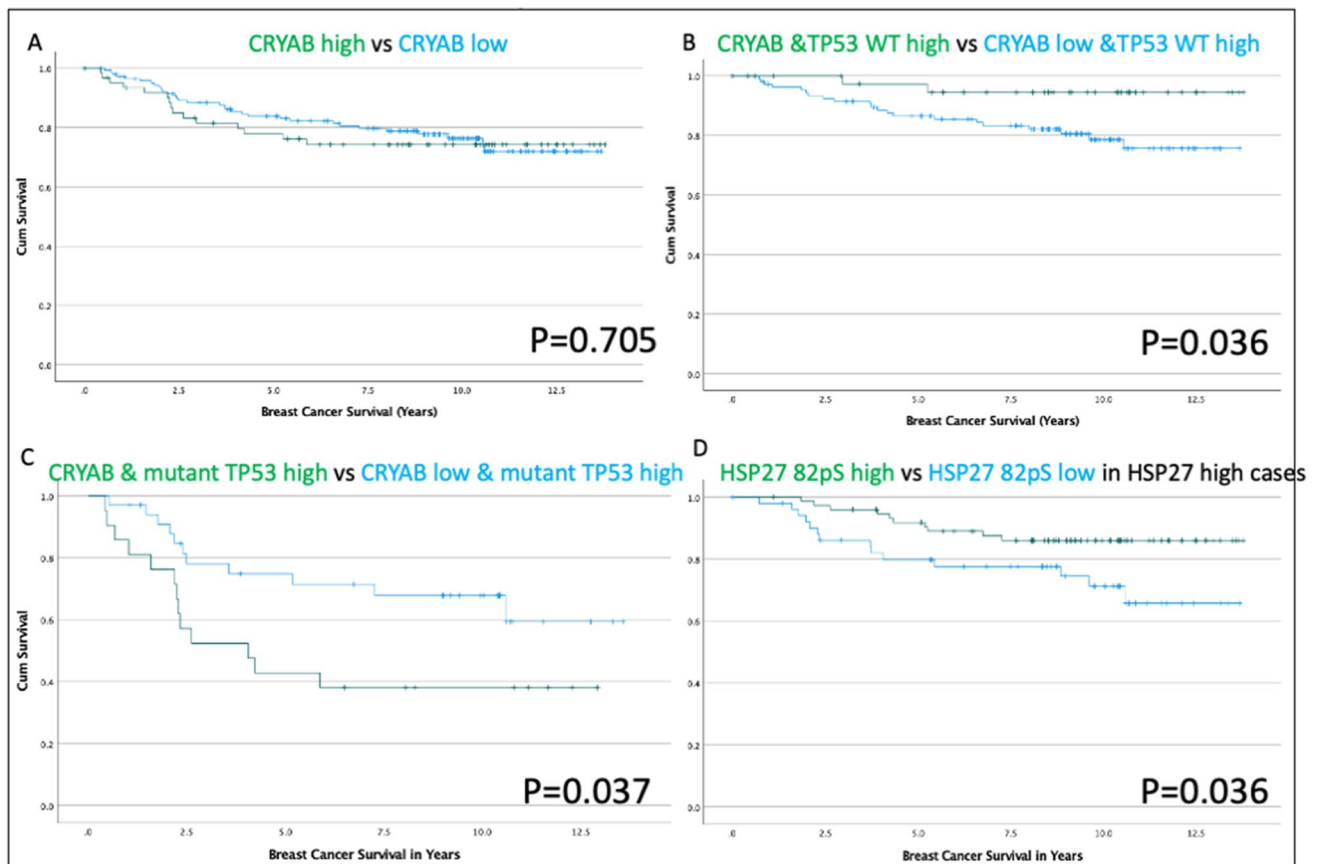 A
CRYAB high vs CRYAB low
Cum Survival
1.0
0.8
0.6
0.4
0.2
0.0
P=0.705
.0 2.5 5.0 7.5 10.0 12.5
Breast Cancer Survival (Years)
B
CRYAB &TP53 WT high vs CRYAB low &TP53 WT high
Cum Survival
1.0
0.8
0.6
0.4
0.2
0.0
P=0.036
.0 2.5 5.0 7.5 10.0 12.5
Breast Cancer Survival (Years)
C
CRYAB & mutant TP53 high vs CRYAB low & mutant TP53 high
Cum Survival
1.0
0.8
0.6
0.4
0.2
0.0
P=0.037
.0 2.5 5.0 7.5 10.0 12.5
Breast Cancer Survival in Years
D
HSP27 82pS high vs HSP27 82pS low in HSP27 high cases
1.0
0.8
0.6
0.4
0.2
0.0
P=0.036
.0 2.5 5.0 7.5 10.0 12.5
Breast Cancer Survival in Years